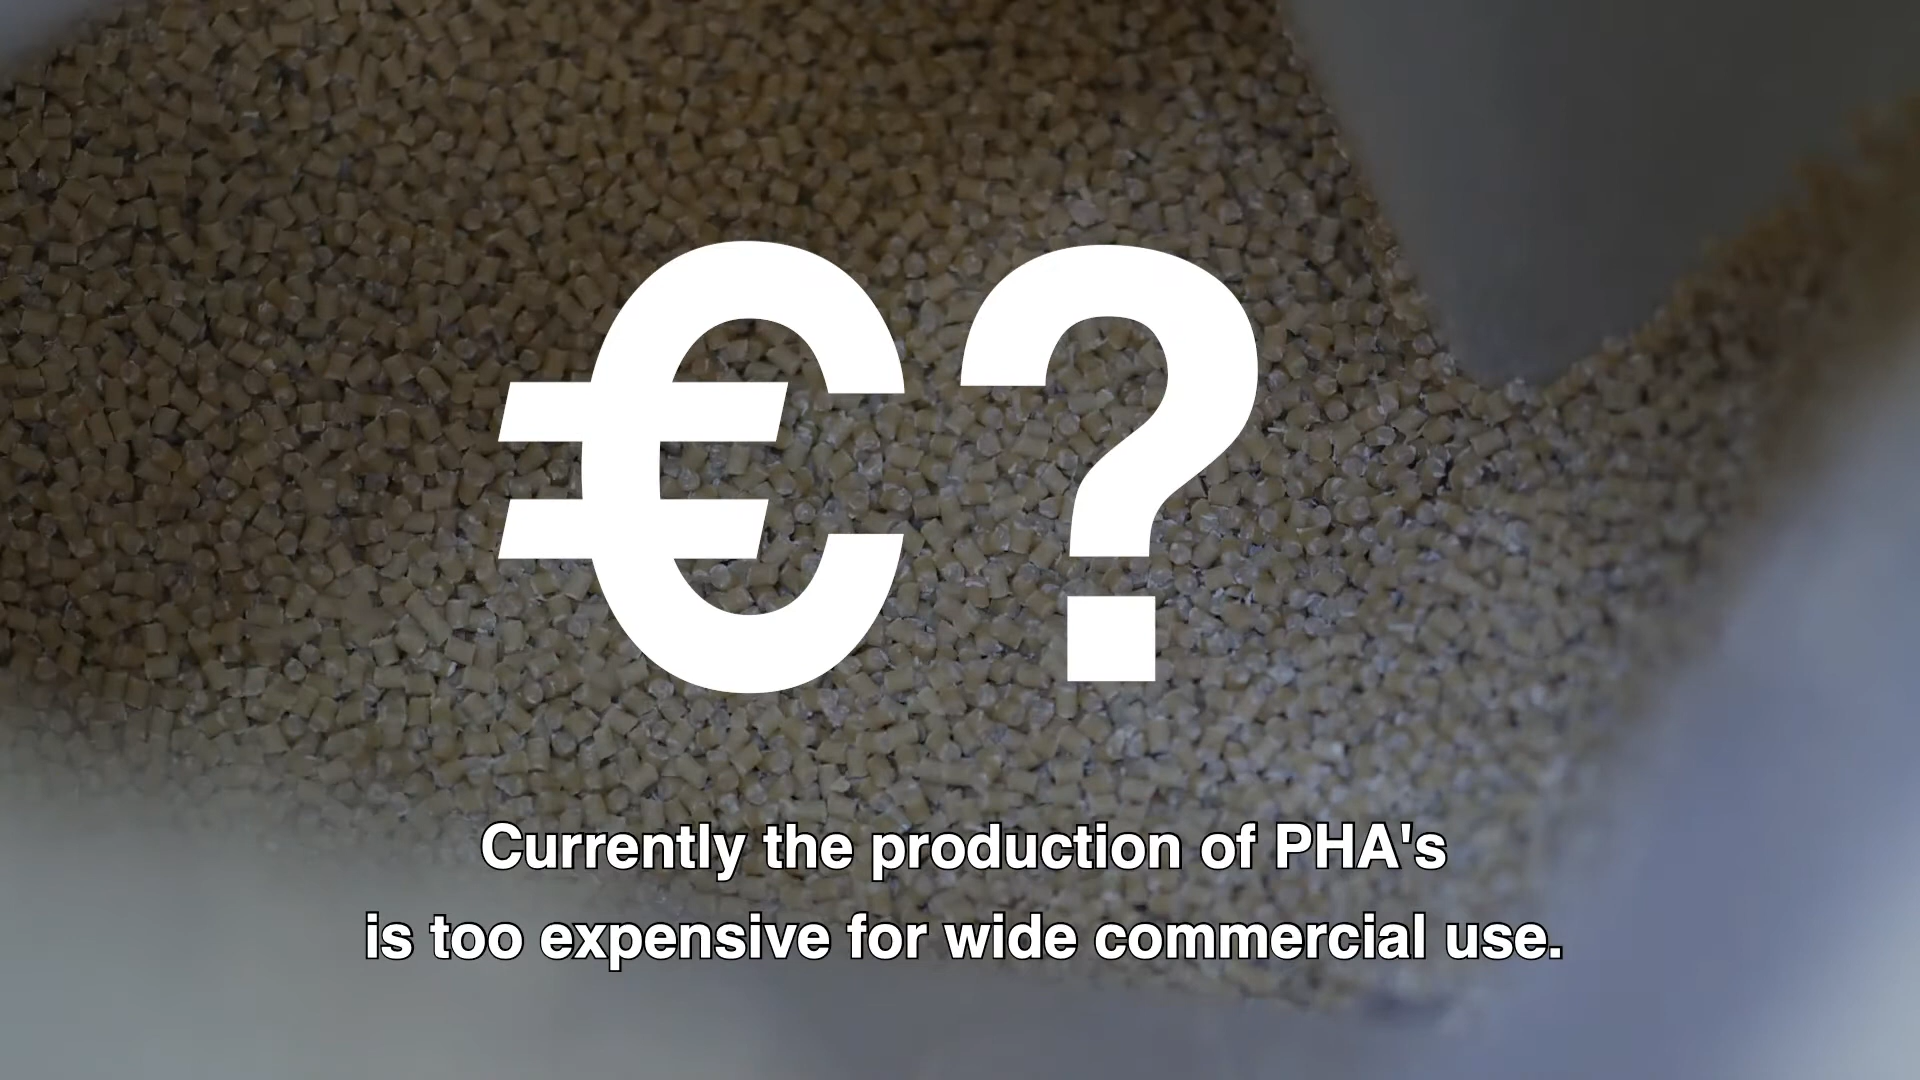 €?
Currently the production of PHA's
is too expensive for wide commercial use.